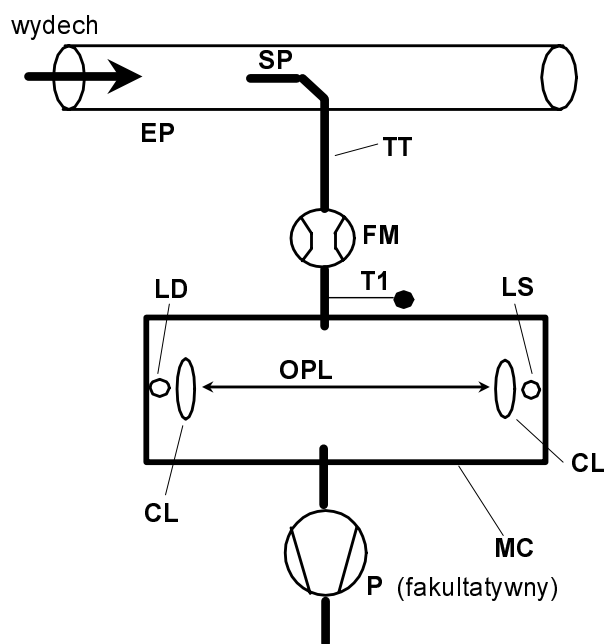 wydech
SP
EP
TT
FM
T1
LD
LS
OPL
CL
CL
MC
P (fakultatywny)